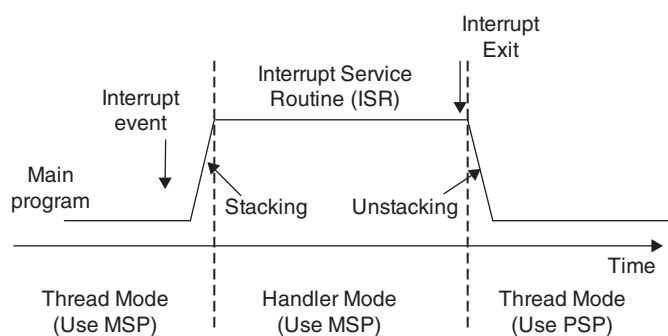 Interrupt
Exit
Interrupt Service
Routine (ISR)
Interrupt
event
Main
program
Stacking
Unstacking
Time
Thread Mode
(Use MSP)
Handler Mode
(Use MSP)
Thread Mode
(Use PSP)